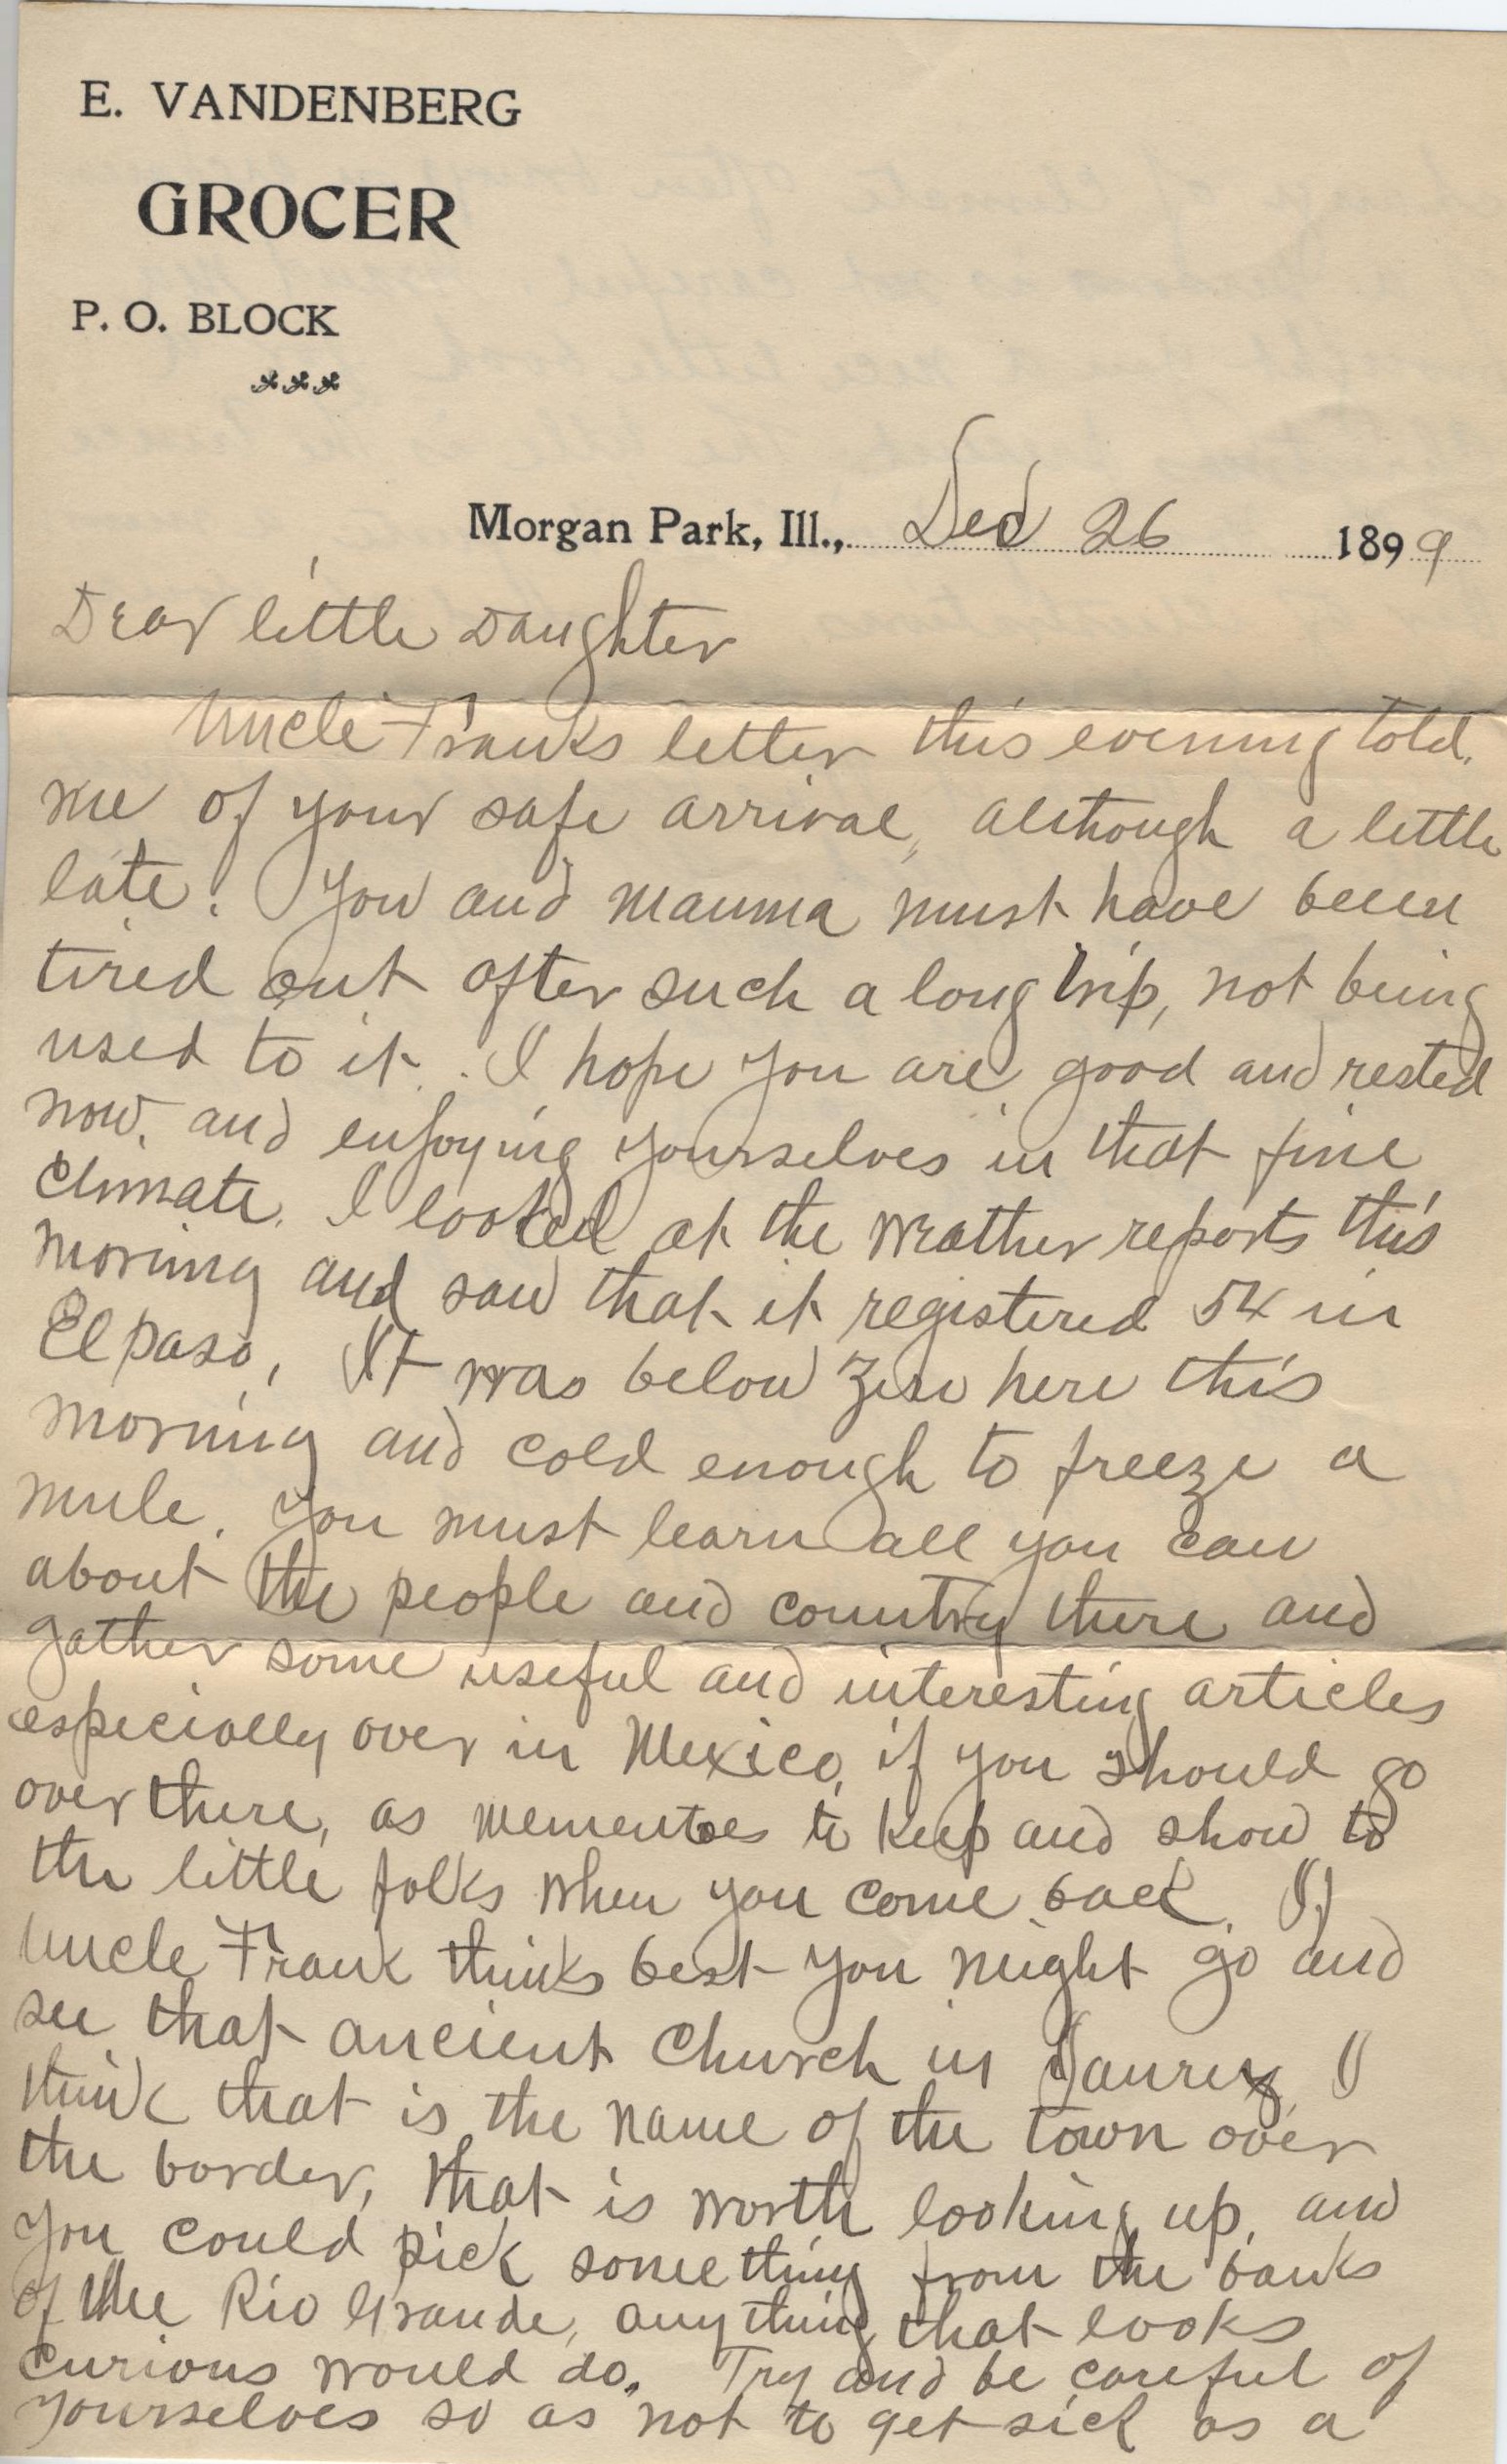 E. VANDENBERG
GROCER
P. O. BLOCK
Morgan Park, Ill., Dec 26 1899
Dear little Daughter
Uncle Franks letter this evening told
me of your safe arrival, although a little
late. You and mamma must have been
tired out after such a long trip, not being
used to it. I hope you are good and rested
now. and enjoying yourselves in that fine
climate. I looked at the weather reports this
morning and saw that it registered 54 in
El paso, It was below zero here this
morning and cold enough to freeze a
mule. You must learn all you can
about the people and country there and
gather some useful and interesting articles
especially over in Mexico, if you should go
over there, as mementoes to keep and show to
the little folks when you come back. If
Uncle Frank thinks best you might go and
see that ancient church in Jaurez, I
think that is the name of the town over
the border, that is worth looking up, and
you could pick something from the banks
of the Rio Grande, anything that looks
curious would do. Try and be careful of
yourselves so as not to get sick as a